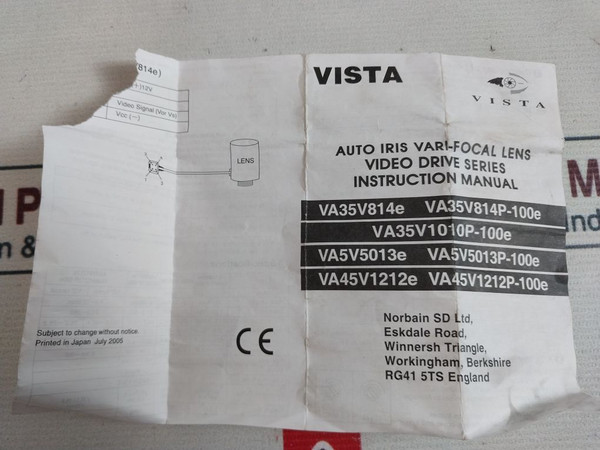 814e)
+)12V
Video Signal (Vor Vs)
Vcc (−)
LENS
Subject to change without notice.
Printed in Japan July 2005
CE
VISTA
VISTA
AUTO IRIS VARI-FOCAL LENS
VIDEO DRIVE SERIES
INSTRUCTION MANUAL
VA35V814e VA35V814P-100e
VA35V1010P-100e
VA5V5013e VA5V5013P-100e
VA45V1212e VA45V1212P-100e
Norbain SD Ltd,
Eskdale Road,
Winnersh Triangle,
Workingham, Berkshire
RG41 5TS England